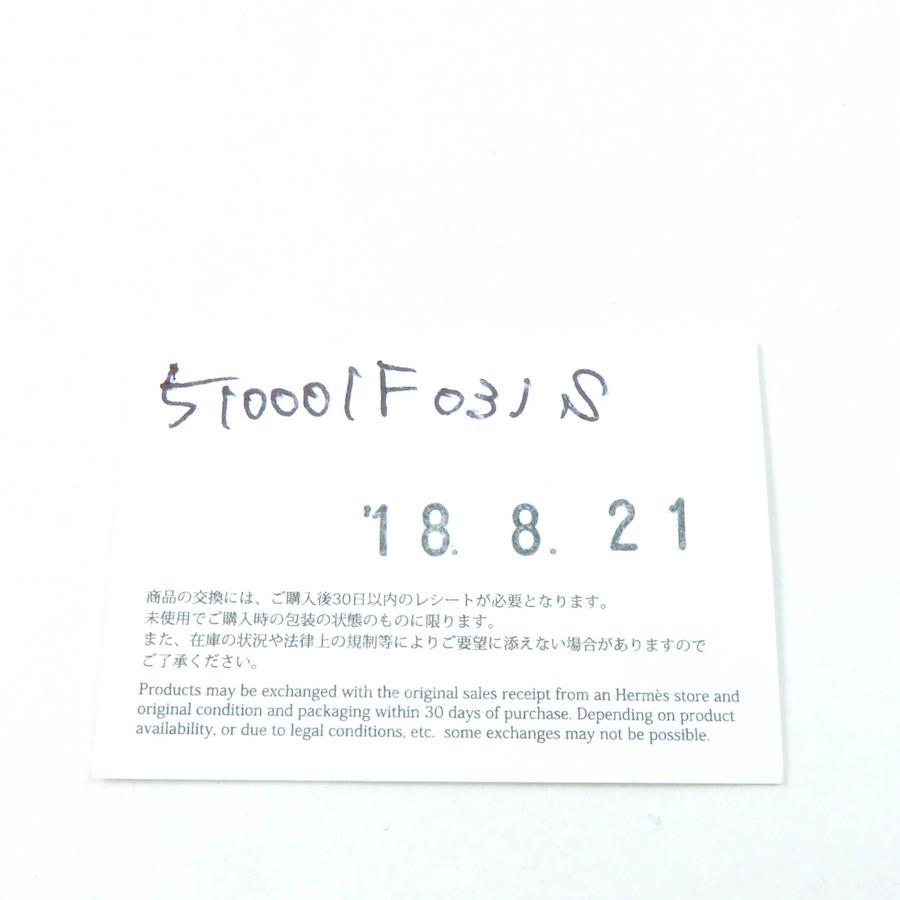 510001F 031 S
'18. 8. 21
商品の交換には、ご購入後30日以内のレシートが必要となります。
未使用でご購入時の包装の状態のものに限ります。
また、在庫の状況や法律上の規制等によりご要望に添えない場合がありますので
ご了承ください。
Products may be exchanged with the original sales receipt from an Hermès store and
original condition and packaging within 30 days of purchase. Depending on product
availability, or due to legal conditions, etc. some exchanges may not be possible.